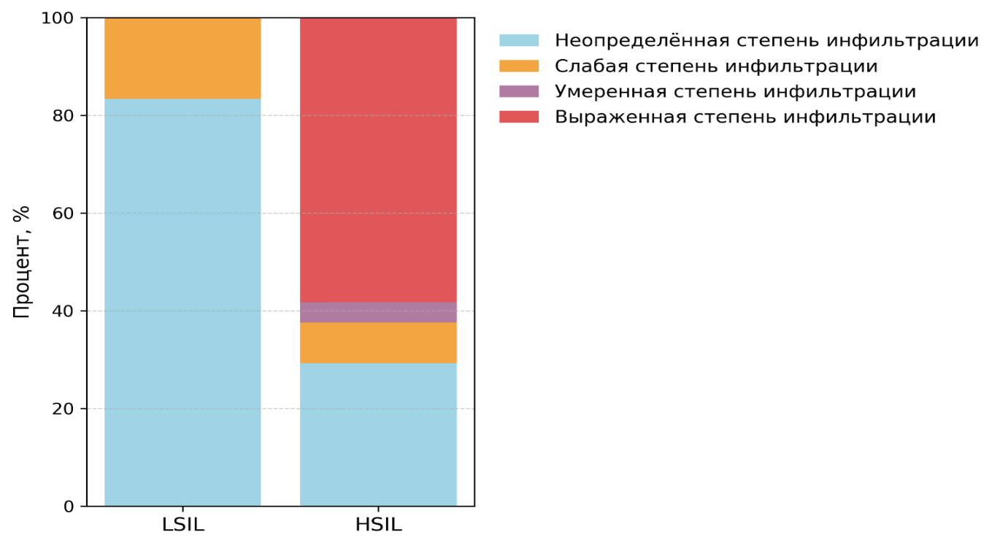 Процент, %
100
80
60
40
20
0
LSIL
HSIL
Неопределённая степень инфильтрации
Слабая степень инфильтрации
Умеренная степень инфильтрации
Выраженная степень инфильтрации